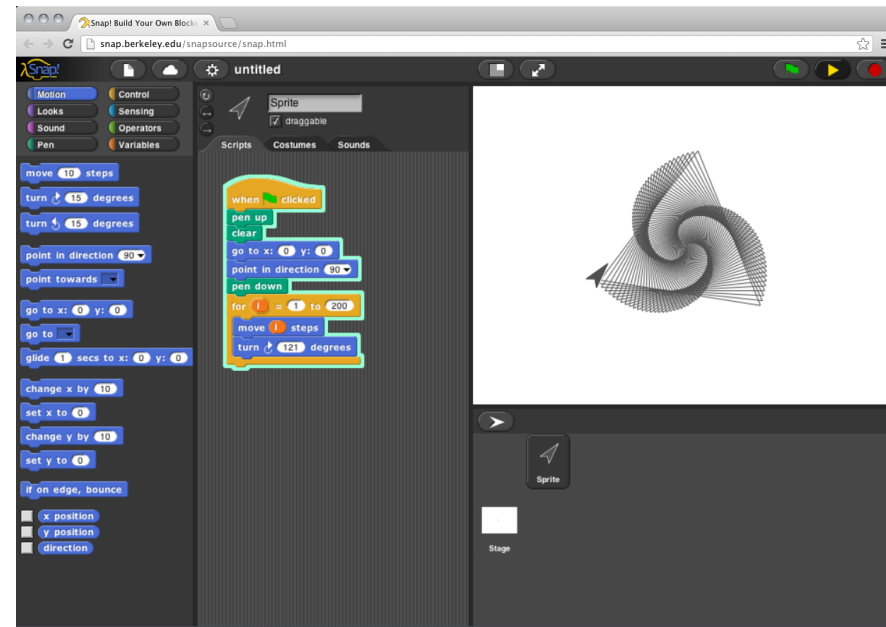 Snap! Build Your Own Blocks
snap.berkeley.edu/snapsource/snap.html
λSnap!
untitled
Motion Control
Looks Sensing
Sound Operators
Pen Variables
Sprite
draggable
Scripts Costumes Sounds
move 10 steps
turn 15 degrees
turn 15 degrees
point in direction 90
point towards
go to x: 0 y: 0
go to
glide 1 secs to x: 0 y: 0
change x by 10
set x to 0
change y by 10
set y to 0
if on edge, bounce
x position
y position
direction
when clicked
pen up
clear
go to x: 0 y: 0
point in direction 90
pen down
for i = 1 to 200
move i steps
turn 121 degrees
Sprite
Stage